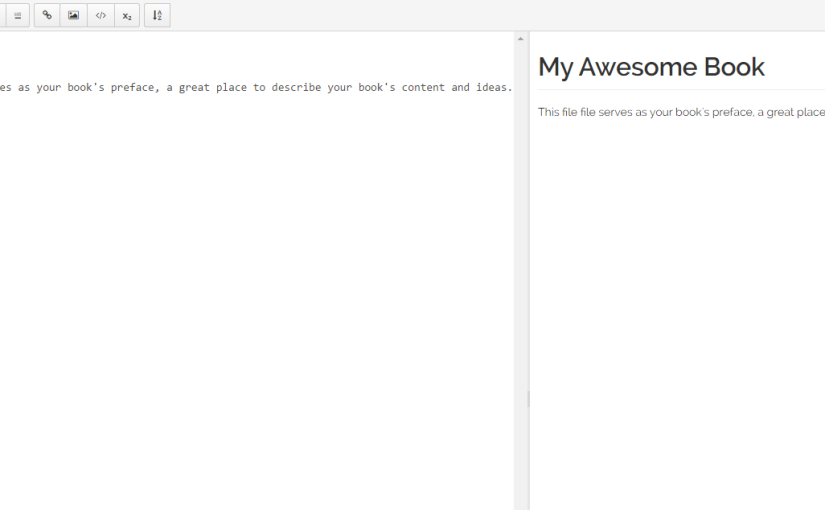 es as your book's preface, a great place to describe your book's content and ideas.
My Awesome Book
This file file serves as your book's preface, a great place